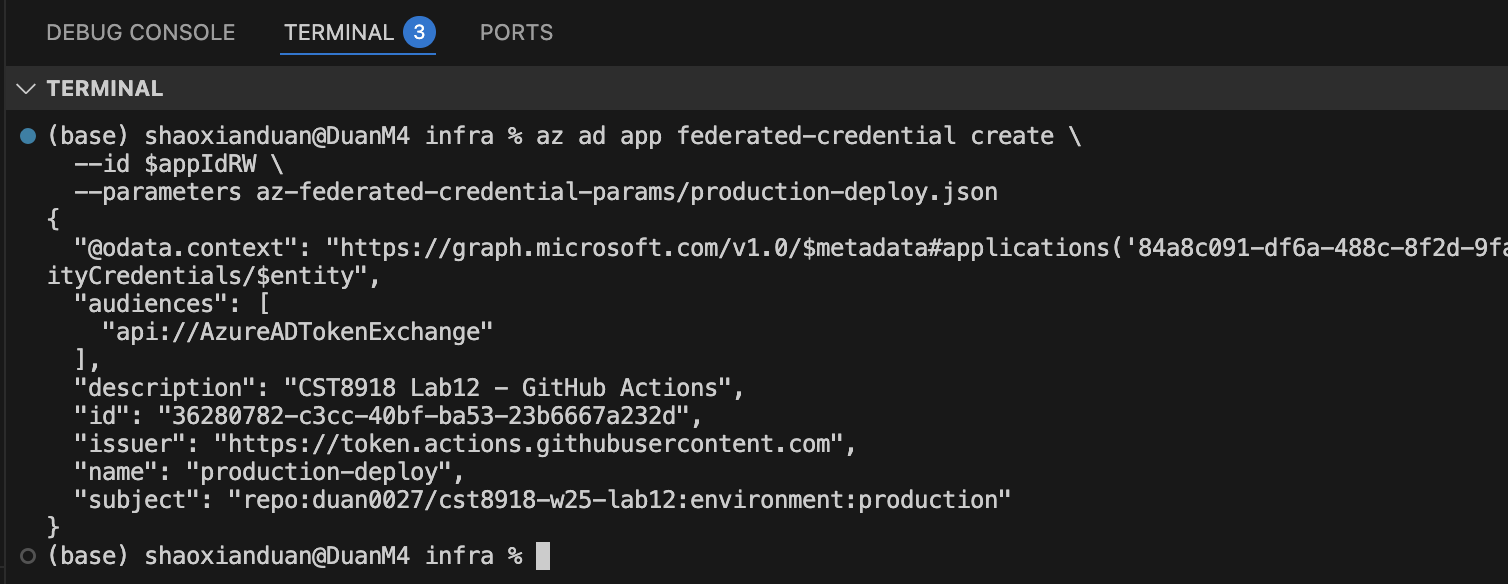 DEBUG CONSOLE TERMINAL 3 PORTS
TERMINAL
(base) shaoxianduan@DuanM4 infra % az ad app federated-credential create \
  --id $appIdRW \
  --parameters az-federated-credential-params/production-deploy.json
{
  "@odata.context": "https://graph.microsoft.com/v1.0/$metadata#applications('84a8c091-df6a-488c-8f2d-9fa
ityCredentials/$entity",
  "audiences": [
    "api://AzureADTokenExchange"
  ],
  "description": "CST8918 Lab12 - GitHub Actions",
  "id": "36280782-c3cc-40bf-ba53-23b6667a232d",
  "issuer": "https://token.actions.githubusercontent.com",
  "name": "production-deploy",
  "subject": "repo:duan0027/cst8918-w25-lab12:environment:production"
}
(base) shaoxianduan@DuanM4 infra %